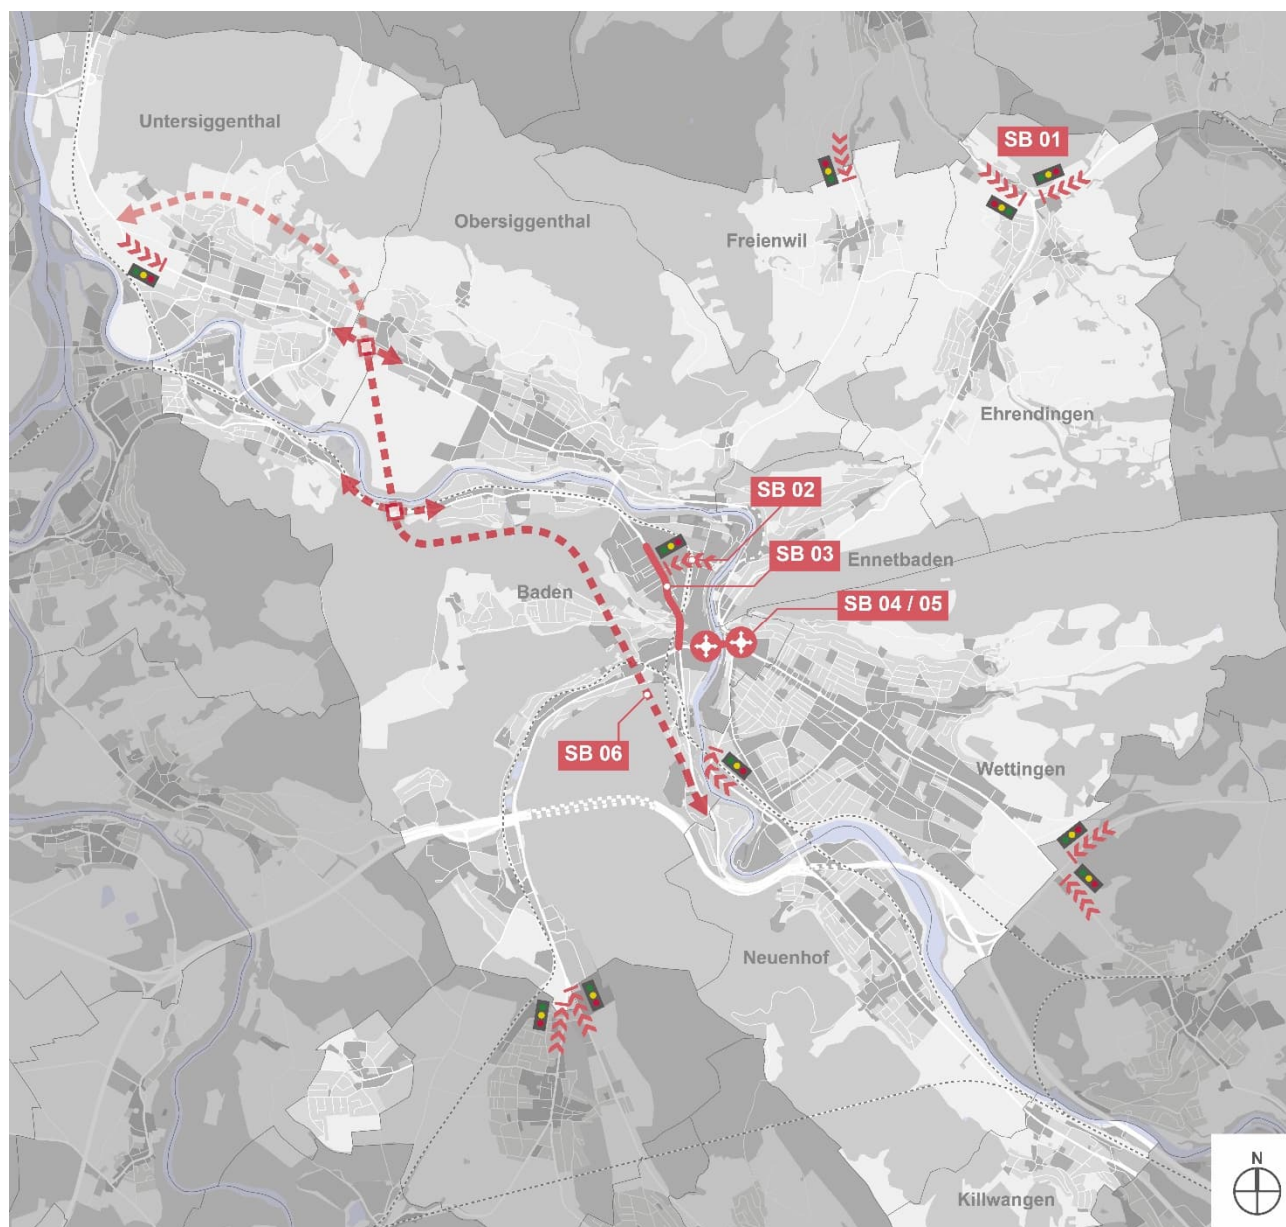 Untersiggenthal
SB 01
Obersiggenthal
Freienwil
Ehrendingen
SB 02
SB 03
Ennetbaden
Baden
SB 04 / 05
SB 06
Wettingen
Neuenhof
Killwangen
N